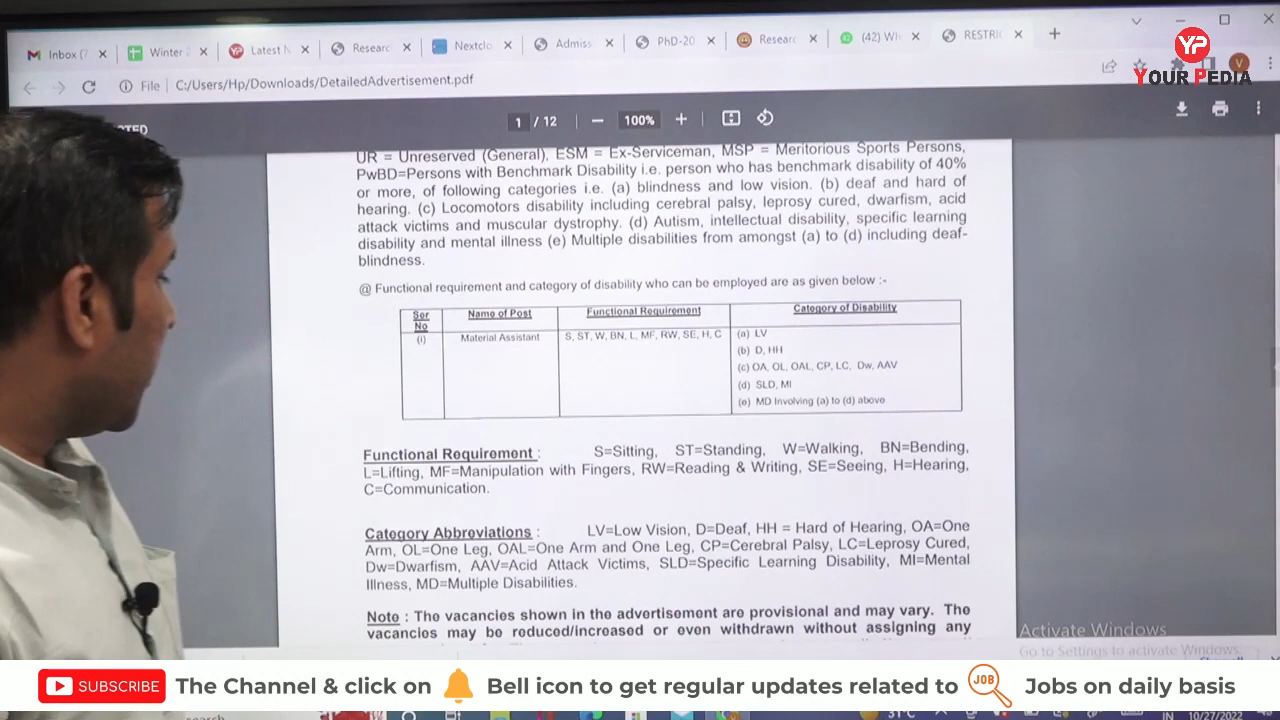 Inbox (7
Winter
Latest N
Researc
Nextclo
Admiss
PhD-20
Researc
(42) Wh
RESTRIC
File | C:/Users/Hp/Downloads/DetailedAdvertisement.pdf
V
YP
YOUR PEDIA
1 / 12
100%
UR = Unreserved (General), ESM = Ex-Serviceman, MSP = Meritorious Sports Persons,
PwBD=Persons with Benchmark Disability i.e. person who has benchmark disability of 40%
or more, of following categories i.e. (a) blindness and low vision. (b) deaf and hard of
hearing. (c) Locomotors disability including cerebral palsy, leprosy cured, dwarfism, acid
attack victims and muscular dystrophy. (d) Autism, intellectual disability, specific learning
disability and mental illness (e) Multiple disabilities from amongst (a) to (d) including deaf-
blindness.
@ Functional requirement and category of disability who can be employed are as given below :-
Ser No
Name of Post
Functional Requirement
Category of Disability
(i)
Material Assistant
S, ST, W, BN, L, MF, RW, SE, H, C
(a) LV
(b) D, HH
(c) OA, OL, OAL, CP, LC, Dw, AAV
(d) SLD, MI
(e) MD Involving (a) to (d) above
Functional Requirement : S=Sitting, ST=Standing, W=Walking, BN=Bending,
L=Lifting, MF=Manipulation with Fingers, RW=Reading & Writing, SE=Seeing, H=Hearing,
C=Communication.
Category Abbreviations : LV=Low Vision, D=Deaf, HH = Hard of Hearing, OA=One
Arm, OL=One Leg, OAL=One Arm and One Leg, CP=Cerebral Palsy, LC=Leprosy Cured,
Dw=Dwarfism, AAV=Acid Attack Victims, SLD=Specific Learning Disability, MI=Mental
Illness, MD=Multiple Disabilities.
Note : The vacancies shown in the advertisement are provisional and may vary. The
vacancies may be reduced/increased or even withdrawn without assigning any
Activate Windows
Go to Settings to activate Windows.
SUBSCRIBE The Channel & click on Bell icon to get regular updates related to JOB Jobs on daily basis
31°C
IN
10/27/2022